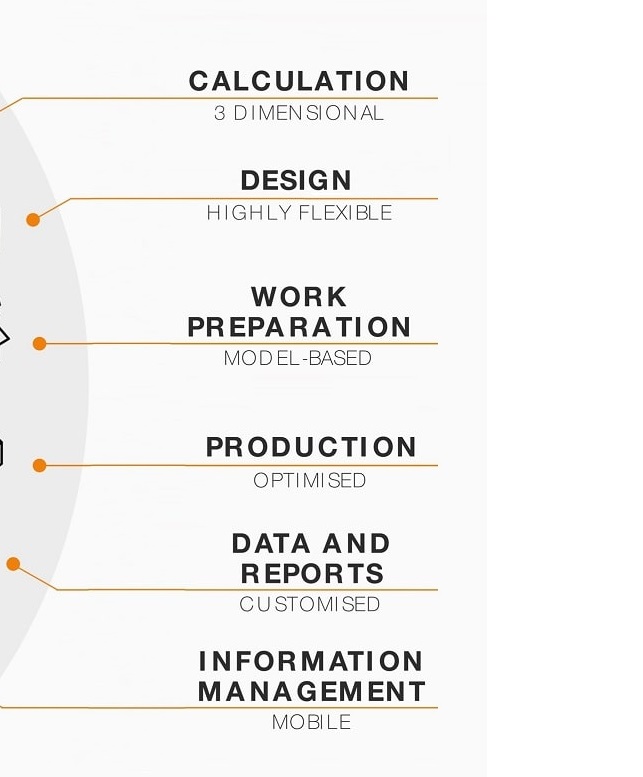 CALCULATION
3 DIMENSIONAL
DESIGN
HIGHLY FLEXIBLE
WORK
PREPARATION
MODEL-BASED
PRODUCTION
OPTIMISED
DATA AND
REPORTS
CUSTOMISED
INFORMATION
MANAGEMENT
MOBILE